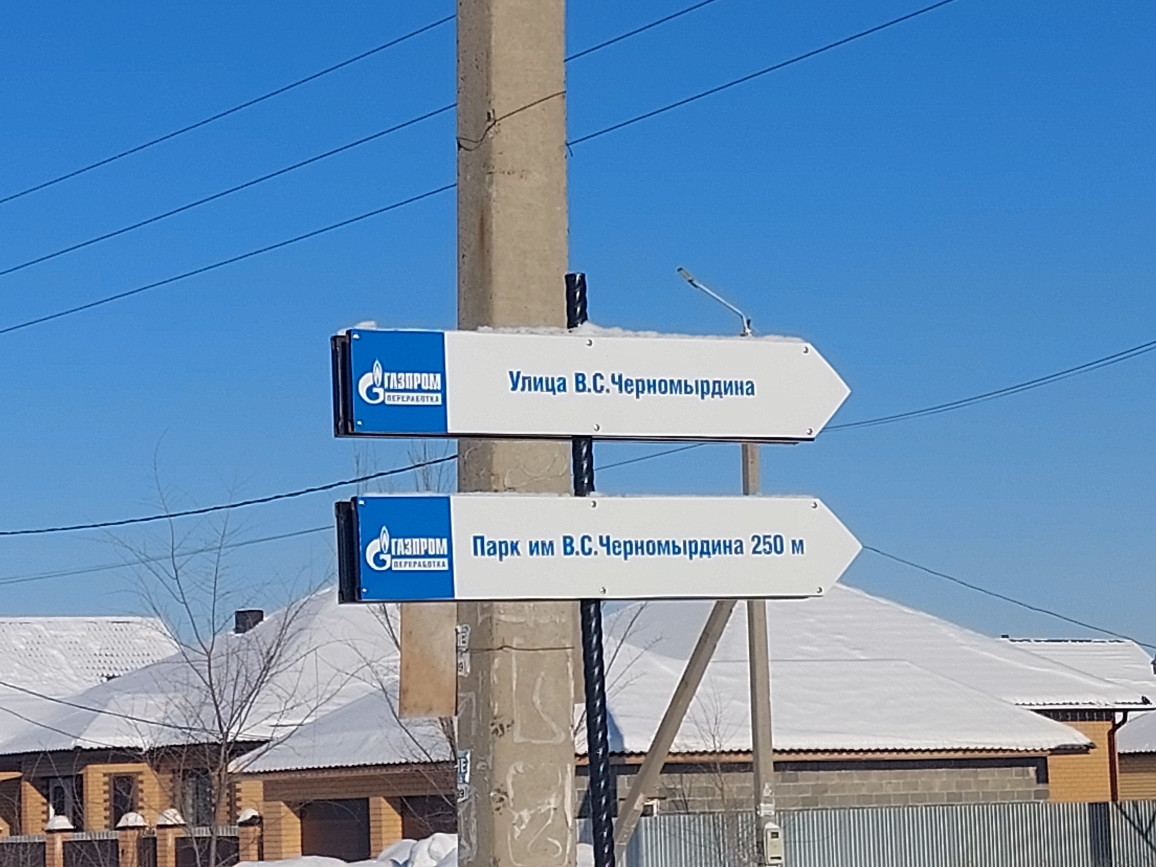 ГАЗПРОМ
ПЕРЕРАБОТКА
Улица В.С.Черномырдина
ГАЗПРОМ
ПЕРЕРАБОТКА
Парк им В.С.Черномырдина 250 м